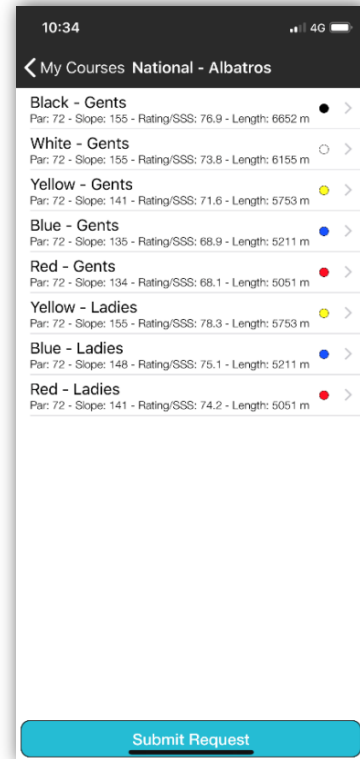 10:34
4G
My Courses National - Albatros
Black - Gents
Par: 72 - Slope: 155 - Rating/SSS: 76.9 - Length: 6652 m
White - Gents
Par: 72 - Slope: 155 - Rating/SSS: 73.8 - Length: 6155 m
Yellow - Gents
Par: 72 - Slope: 141 - Rating/SSS: 71.6 - Length: 5753 m
Blue - Gents
Par: 72 - Slope: 135 - Rating/SSS: 68.9 - Length: 5211 m
Red - Gents
Par: 72 - Slope: 134 - Rating/SSS: 68.1 - Length: 5051 m
Yellow - Ladies
Par: 72 - Slope: 155 - Rating/SSS: 78.3 - Length: 5753 m
Blue - Ladies
Par: 72 - Slope: 148 - Rating/SSS: 75.1 - Length: 5211 m
Red - Ladies
Par: 72 - Slope: 141 - Rating/SSS: 74.2 - Length: 5051 m
Submit Request